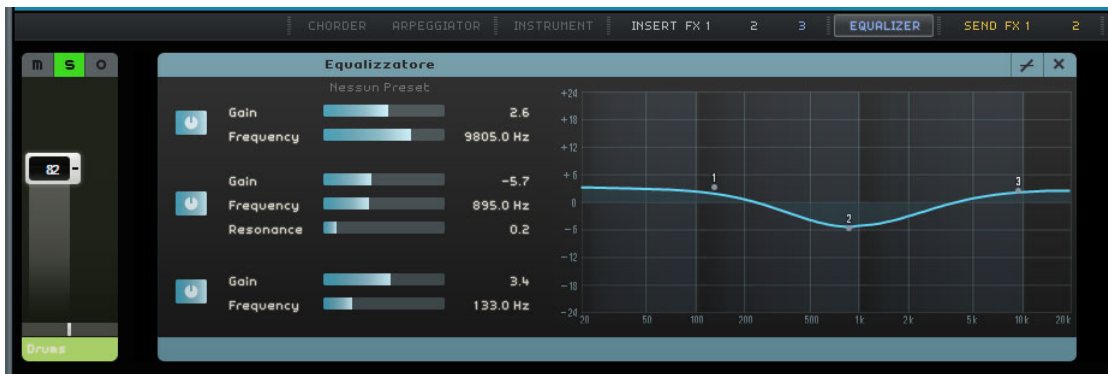 CHORDER ARPEGGIATOR INSTRUMENT INSERT FX 1 2 3 EQUALIZER SEND FX 1 2
m S O
Equalizzatore
Nessun Preset
Gain 2.6
Frequency 9805.0 Hz
Gain -5.7
Frequency 895.0 Hz
Resonance 0.2
Gain 3.4
Frequency 133.0 Hz
+24
+18
+12
+6
0
-6
-12
-18
-24
1
2
3
20 50 100 200 500 1k 2k 5k 10k 20k
82
Drums